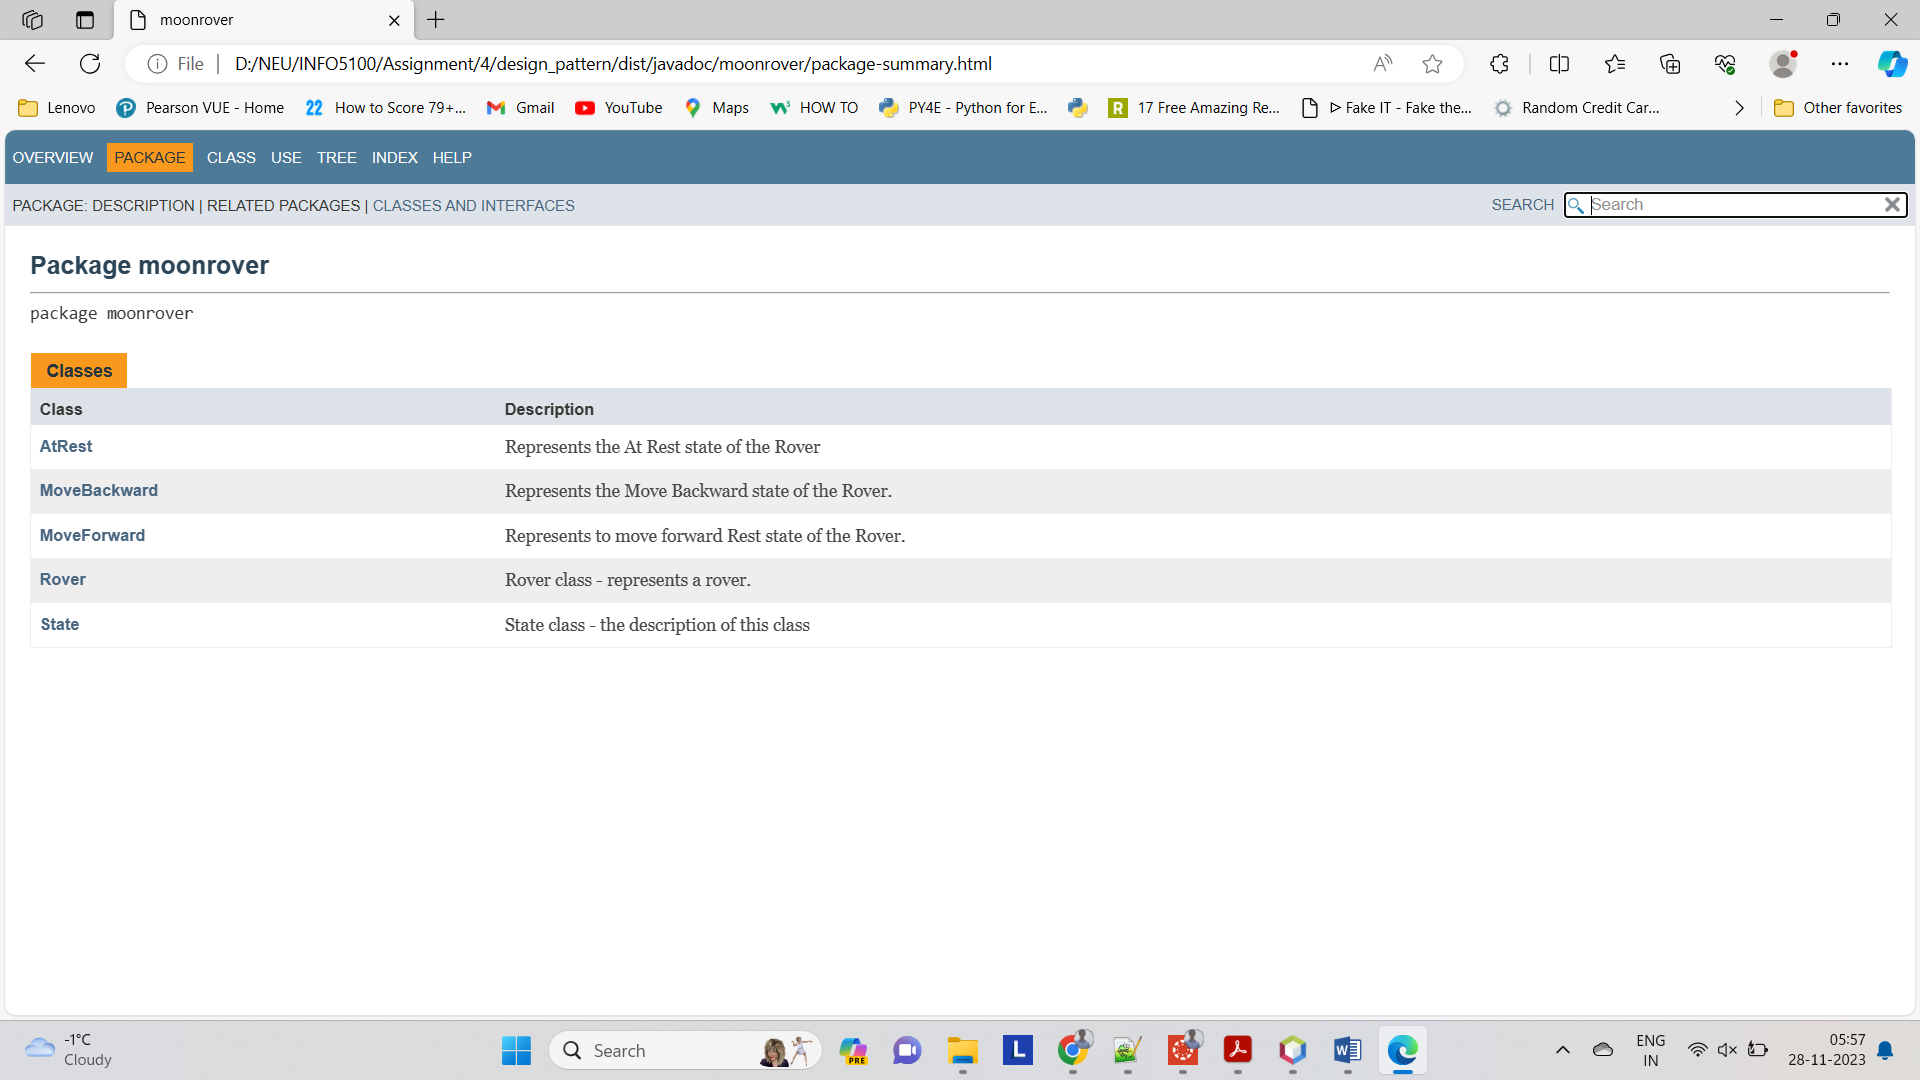 moonrover
File | D:/NEU/INFO5100/Assignment/4/design_pattern/dist/javadoc/moonrover/package-summary.html
Lenovo Pearson VUE - Home 22 How to Score 79+... Gmail YouTube Maps HOW TO PY4E - Python for E... R 17 Free Amazing Re... ᐅ Fake IT - Fake the... Random Credit Car... Other favorites
OVERVIEW PACKAGE CLASS USE TREE INDEX HELP
PACKAGE: DESCRIPTION | RELATED PACKAGES | CLASSES AND INTERFACES SEARCH Search
Package moonrover
package moonrover
Classes
Class Description
AtRest Represents the At Rest state of the Rover
MoveBackward Represents the Move Backward state of the Rover.
MoveForward Represents to move forward Rest state of the Rover.
Rover Rover class - represents a rover.
State State class - the description of this class
-1°C
Cloudy
Search
PRE
L
ENG
IN
05:57
28-11-2023